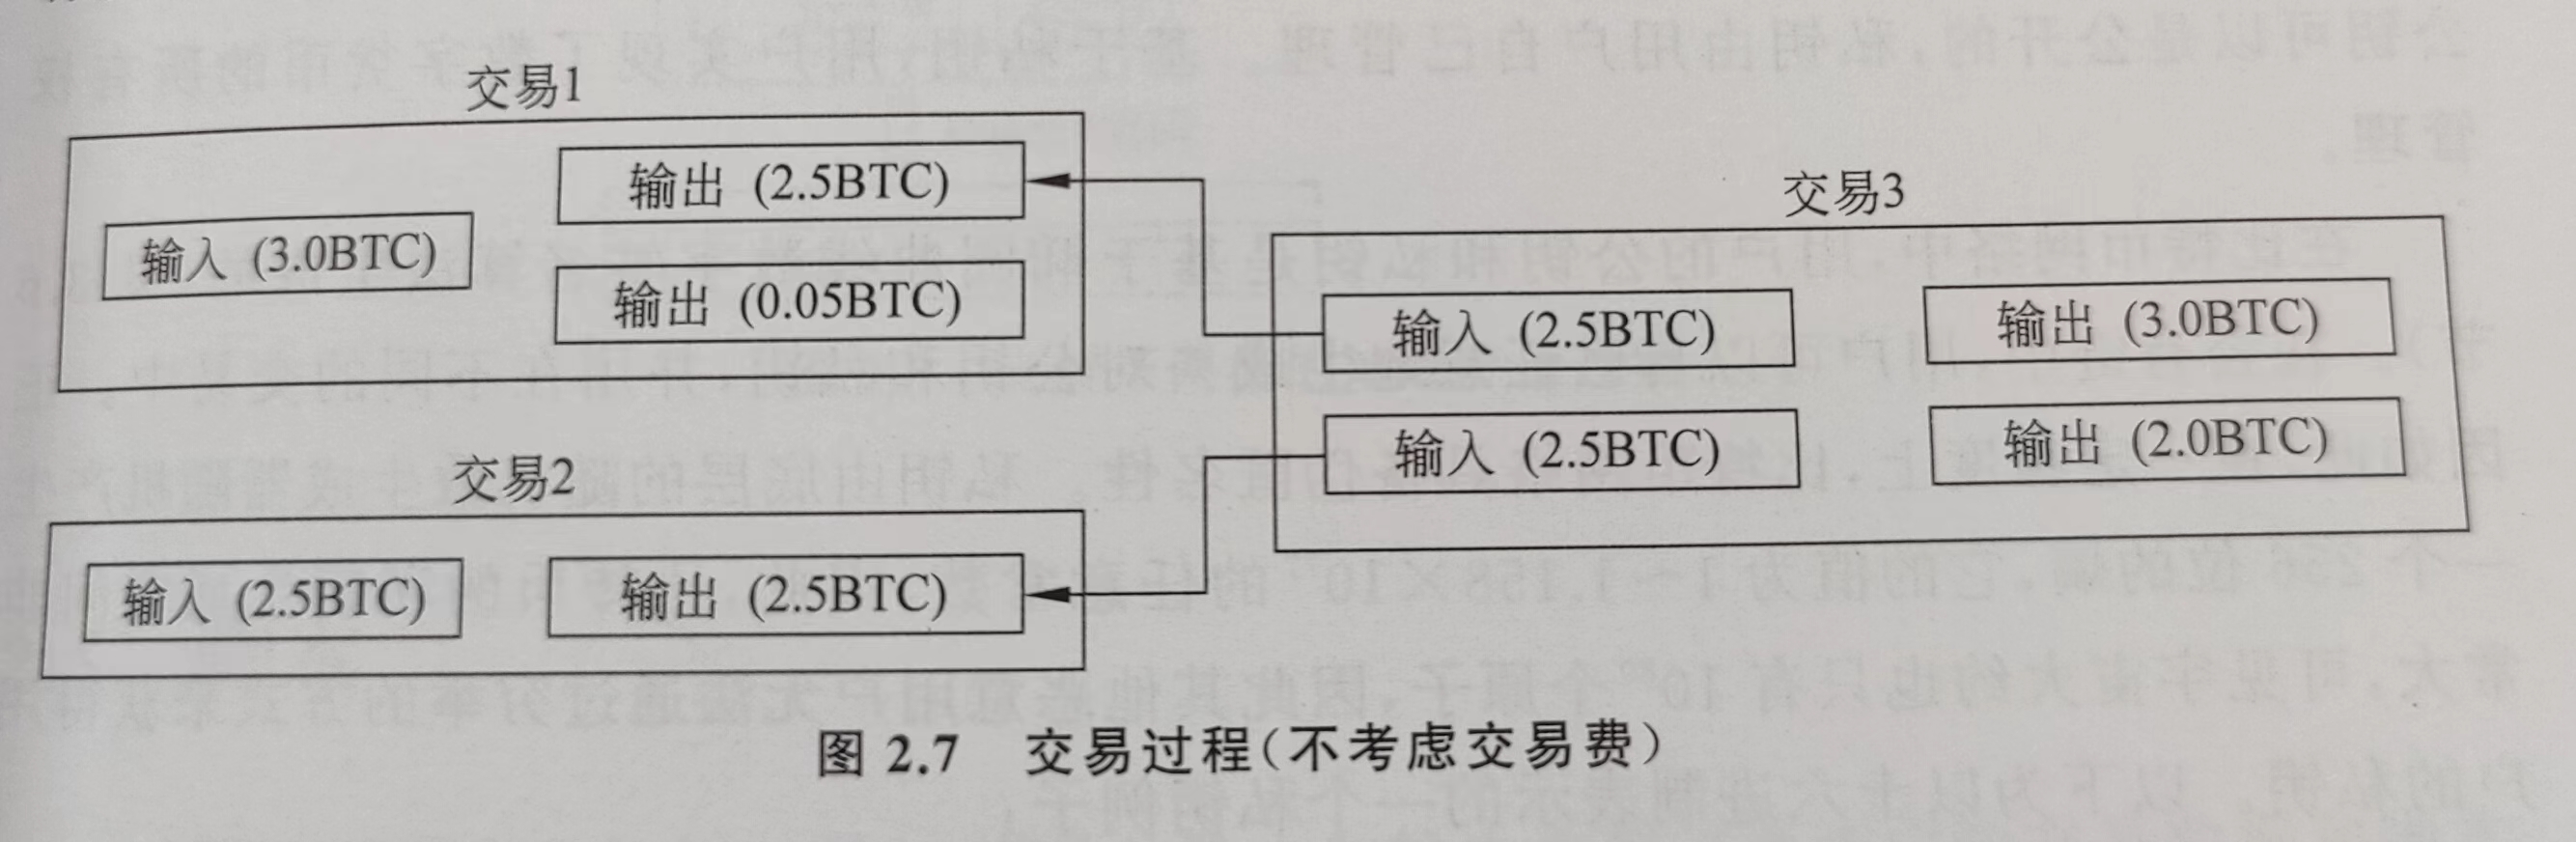 交易1
输入 (3.0BTC)
输出 (2.5BTC)
输出 (0.05BTC)
交易2
输入 (2.5BTC)
输出 (2.5BTC)
交易3
输入 (2.5BTC)
输入 (2.5BTC)
输出 (3.0BTC)
输出 (2.0BTC)
图 2.7 交易过程(不考虑交易费)